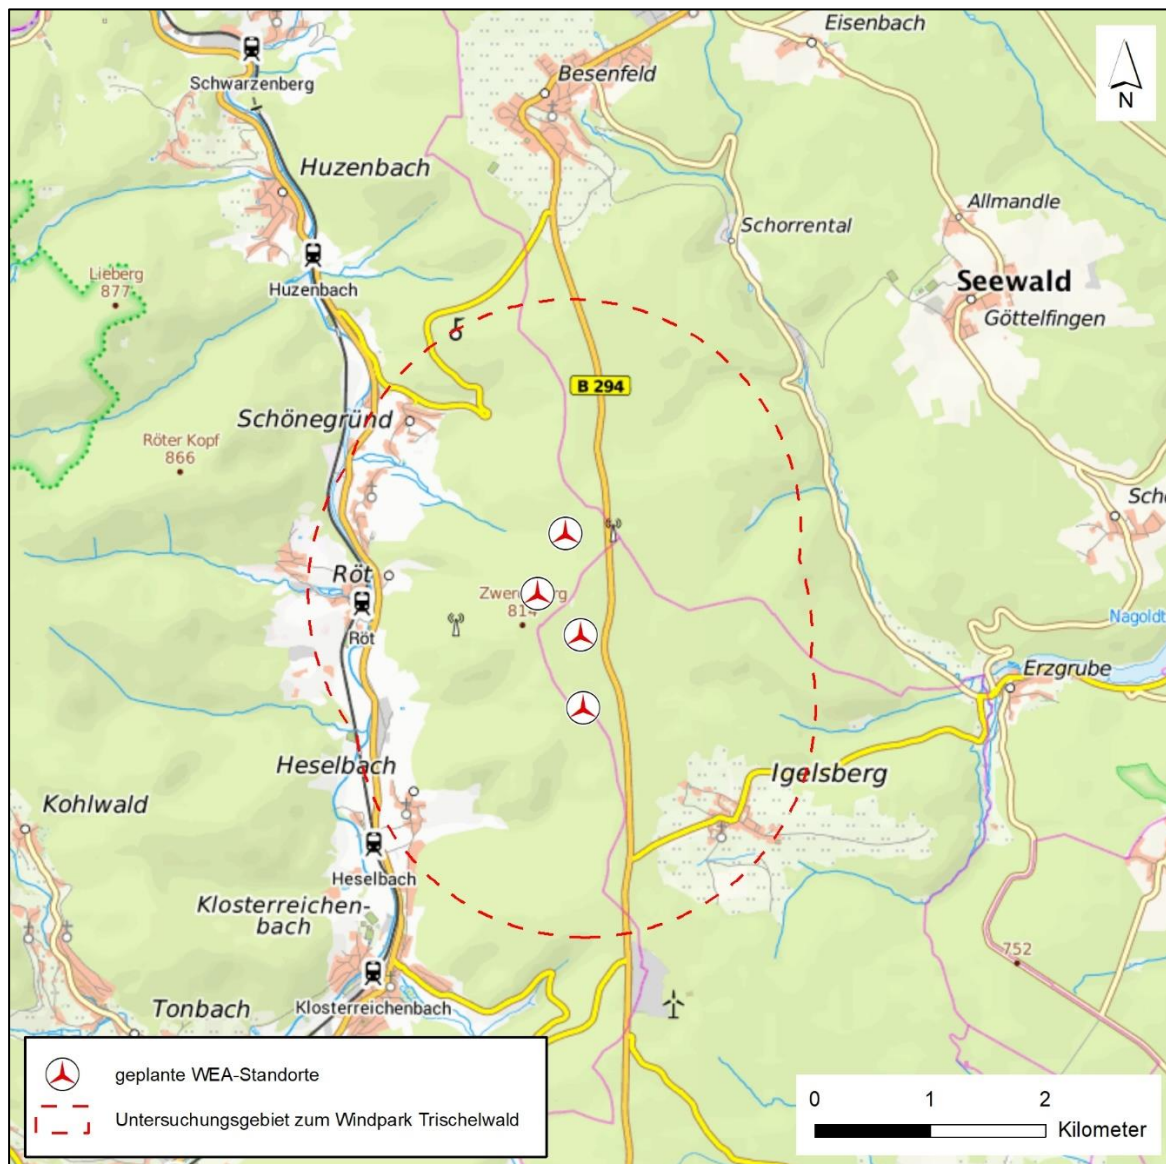 Eisenbach
Besenfeld
N
Schwarzenberg
Huzenbach
Allmandle
Schorrental
Lieberg
877
Huzenbach
Seewald
Göttelfingen
B 294
Schönegründ
Röter Kopf
866
Röt
814
Nagoldt
Röt
Erzgrube
Heselbach
Igelsberg
Kohlwald
Heselbach
Klosterreichen-
bach
752
Tonbach
Klosterreichenbach
geplante WEA-Standorte
Untersuchungsgebiet zum Windpark Trischelwald
0 1 2
Kilometer